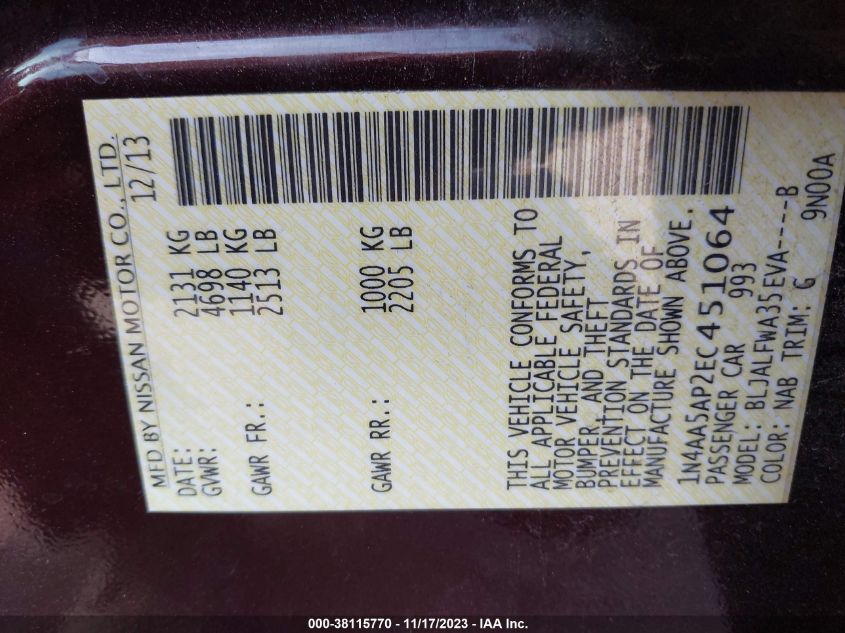 MFD BY NISSAN MOTOR CO., LTD.
DATE: 12/13
GVWR: 2131 KG
4698 LB
GAWR FR.: 1140 KG
2513 LB
GAWR RR.: 1000 KG
2205 LB
THIS VEHICLE CONFORMS TO
ALL APPLICABLE FEDERAL
MOTOR VEHICLE SAFETY,
BUMPER, AND THEFT
PREVENTION STANDARDS IN
EFFECT ON THE DATE OF
MANUFACTURE SHOWN ABOVE.
1N4AA5AP2EC451064
PASSENGER CAR 993
MODEL: BLJALFWA35EVA----B
COLOR: NAB TRIM: G 9N00A
000-38115770 - 11/17/2023 - IAA Inc.